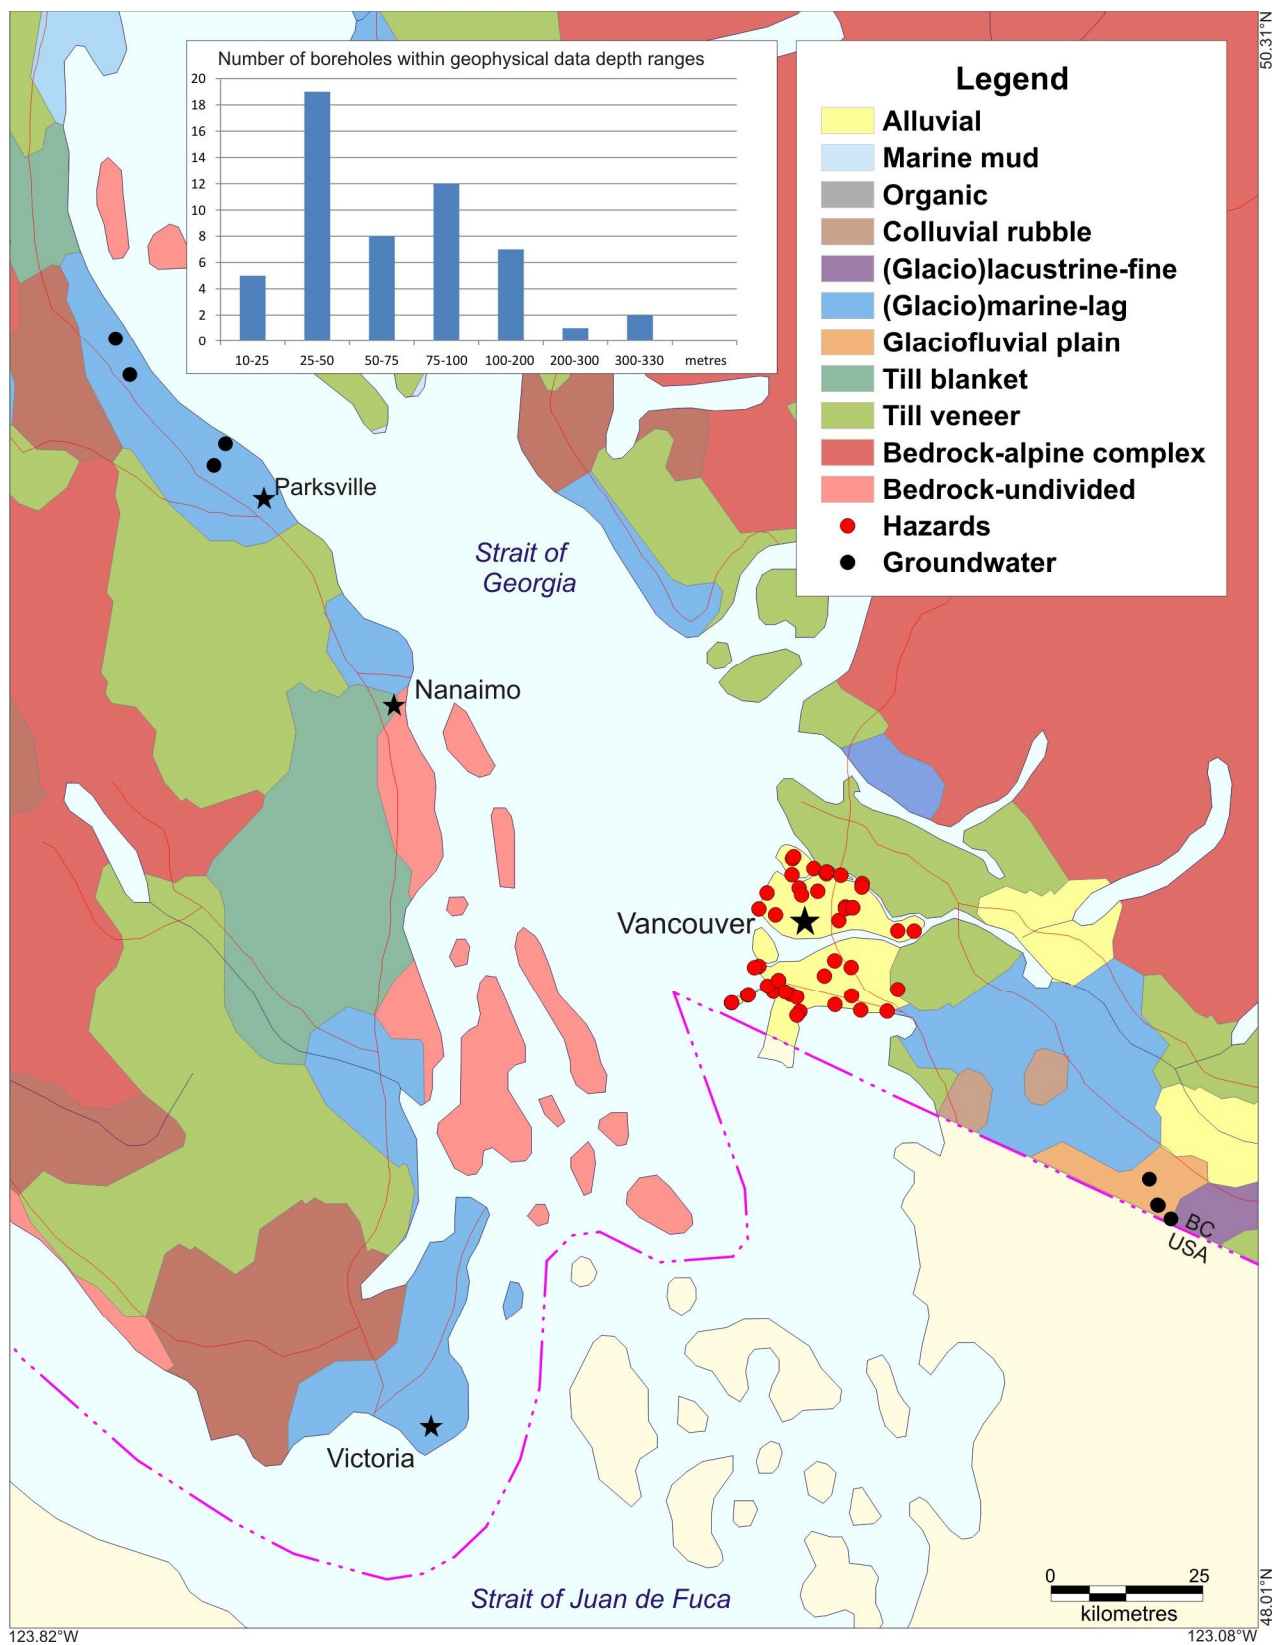 50.31°N
Number of boreholes within geophysical data depth ranges
20
18
16
14
12
10
8
6
4
2
0
10-25 25-50 50-75 75-100 100-200 200-300 300-330 metres
Legend
Alluvial
Marine mud
Organic
Colluvial rubble
(Glacio)lacustrine-fine
(Glacio)marine-lag
Glaciofluvial plain
Till blanket
Till veneer
Bedrock-alpine complex
Bedrock-undivided
Hazards
Groundwater
Parksville
Strait of
Georgia
Nanaimo
Vancouver
BC
USA
Victoria
Strait of Juan de Fuca
0 25
kilometres
48.01°N
123.82°W 123.08°W